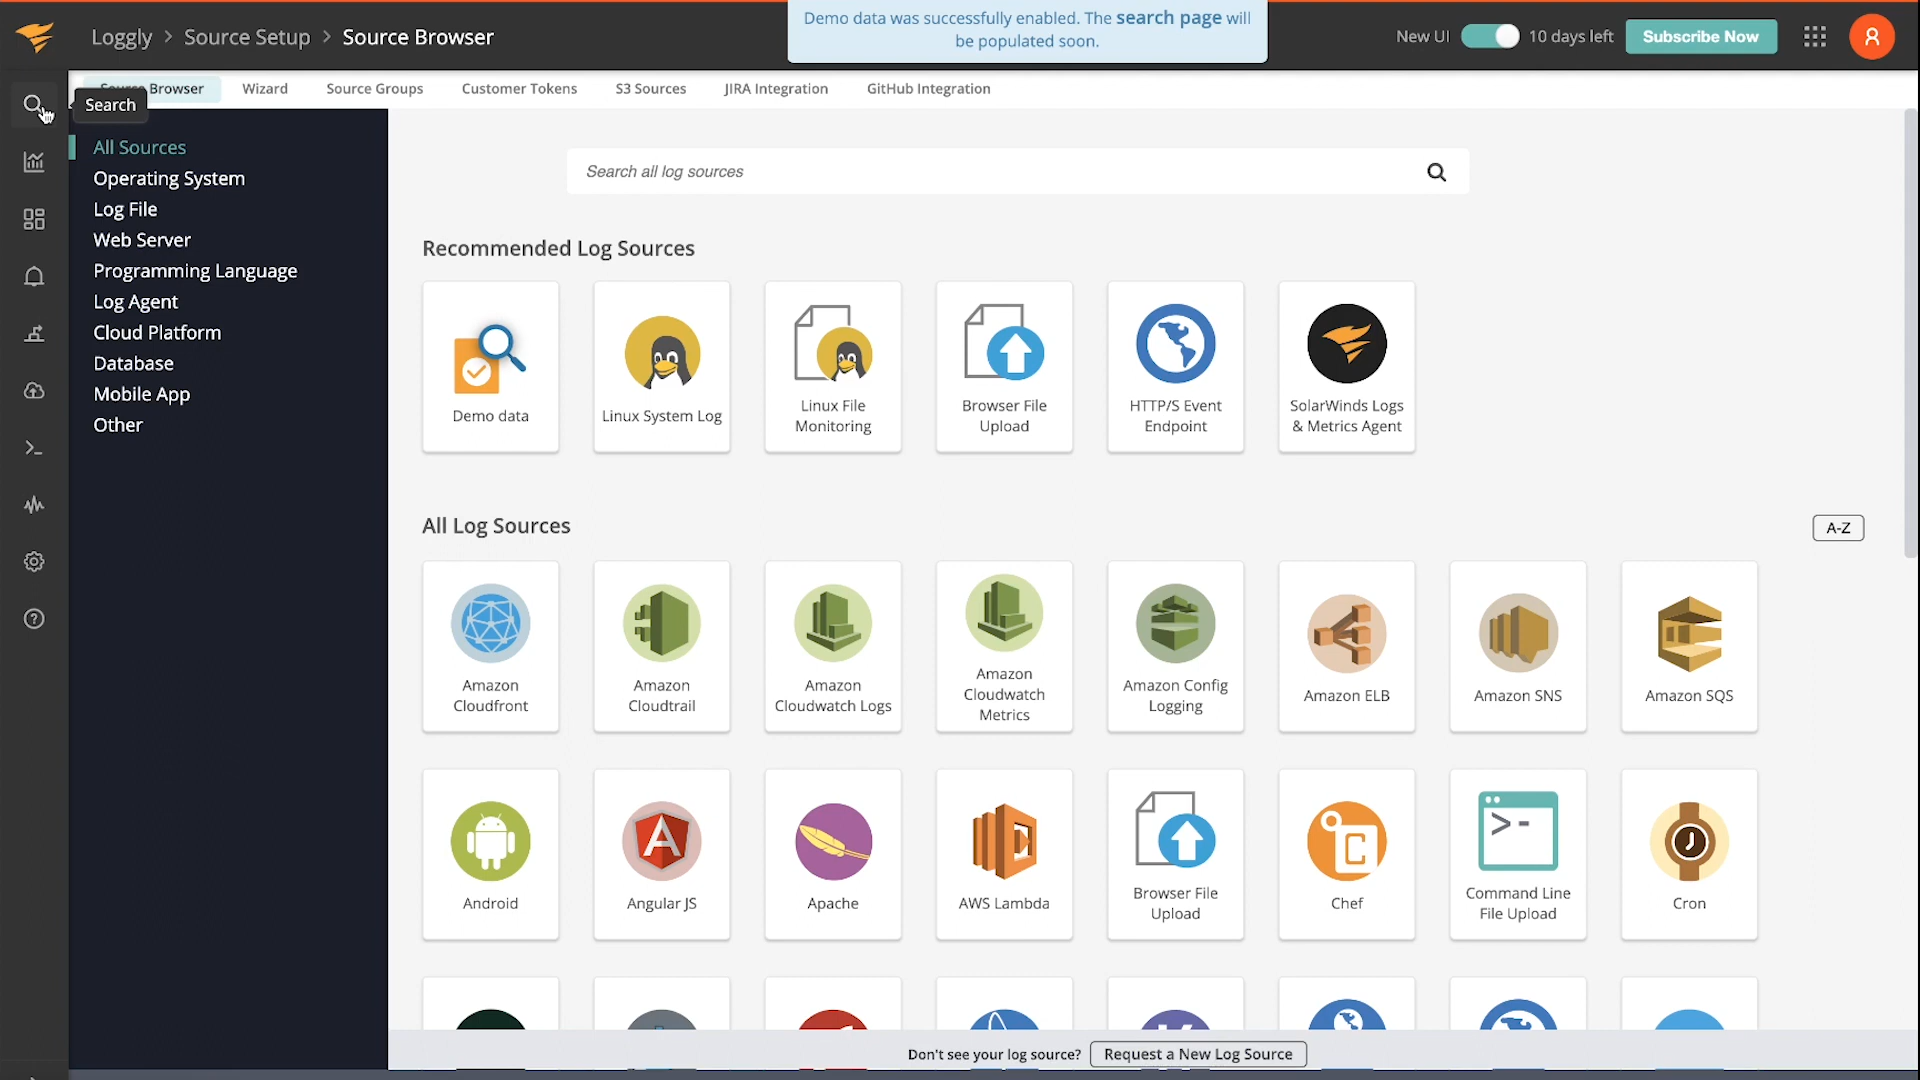 Demo data was successfully enabled. The search page will
be populated soon.
Loggly > Source Setup > Source Browser
New UI
10 days left
Subscribe Now
Source Browser
Wizard
Source Groups
Customer Tokens
S3 Sources
JIRA Integration
GitHub Integration
Search
All Sources
Operating System
Log File
Web Server
Programming Language
Log Agent
Cloud Platform
Database
Mobile App
Other
Search all log sources
Recommended Log Sources
Demo data
Linux System Log
Linux File
Monitoring
Browser File
Upload
HTTP/S Event
Endpoint
SolarWinds Logs
& Metrics Agent
All Log Sources
A-Z
Amazon
Cloudfront
Amazon
Cloudtrail
Amazon
Cloudwatch Logs
Amazon
Cloudwatch
Metrics
Amazon Config
Logging
Amazon ELB
Amazon SNS
Amazon SQS
Android
Angular JS
Apache
AWS Lambda
Browser File
Upload
Chef
Command Line
File Upload
Cron
Don't see your log source?
Request a New Log Source